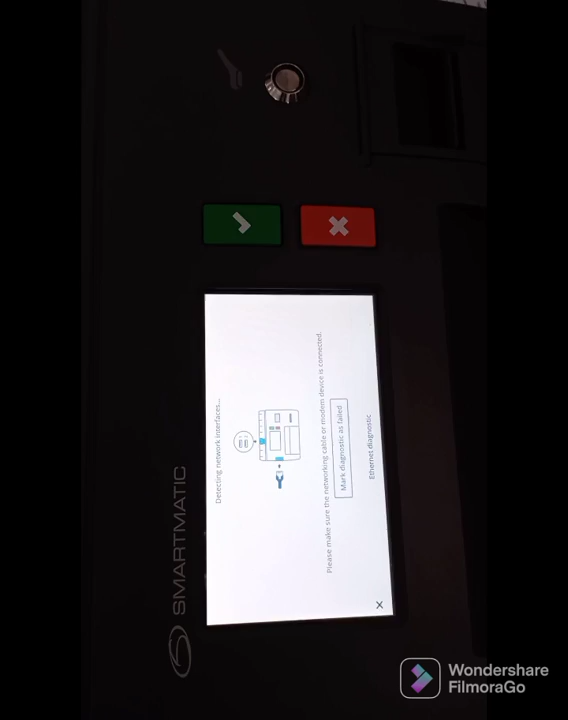 SMARTMATIC
X
Ethernet diagnostic
Mark diagnostic as failed
Please make sure the networking cable or modem device is connected.
Detecting network interfaces...
Wondershare
FilmoraGo